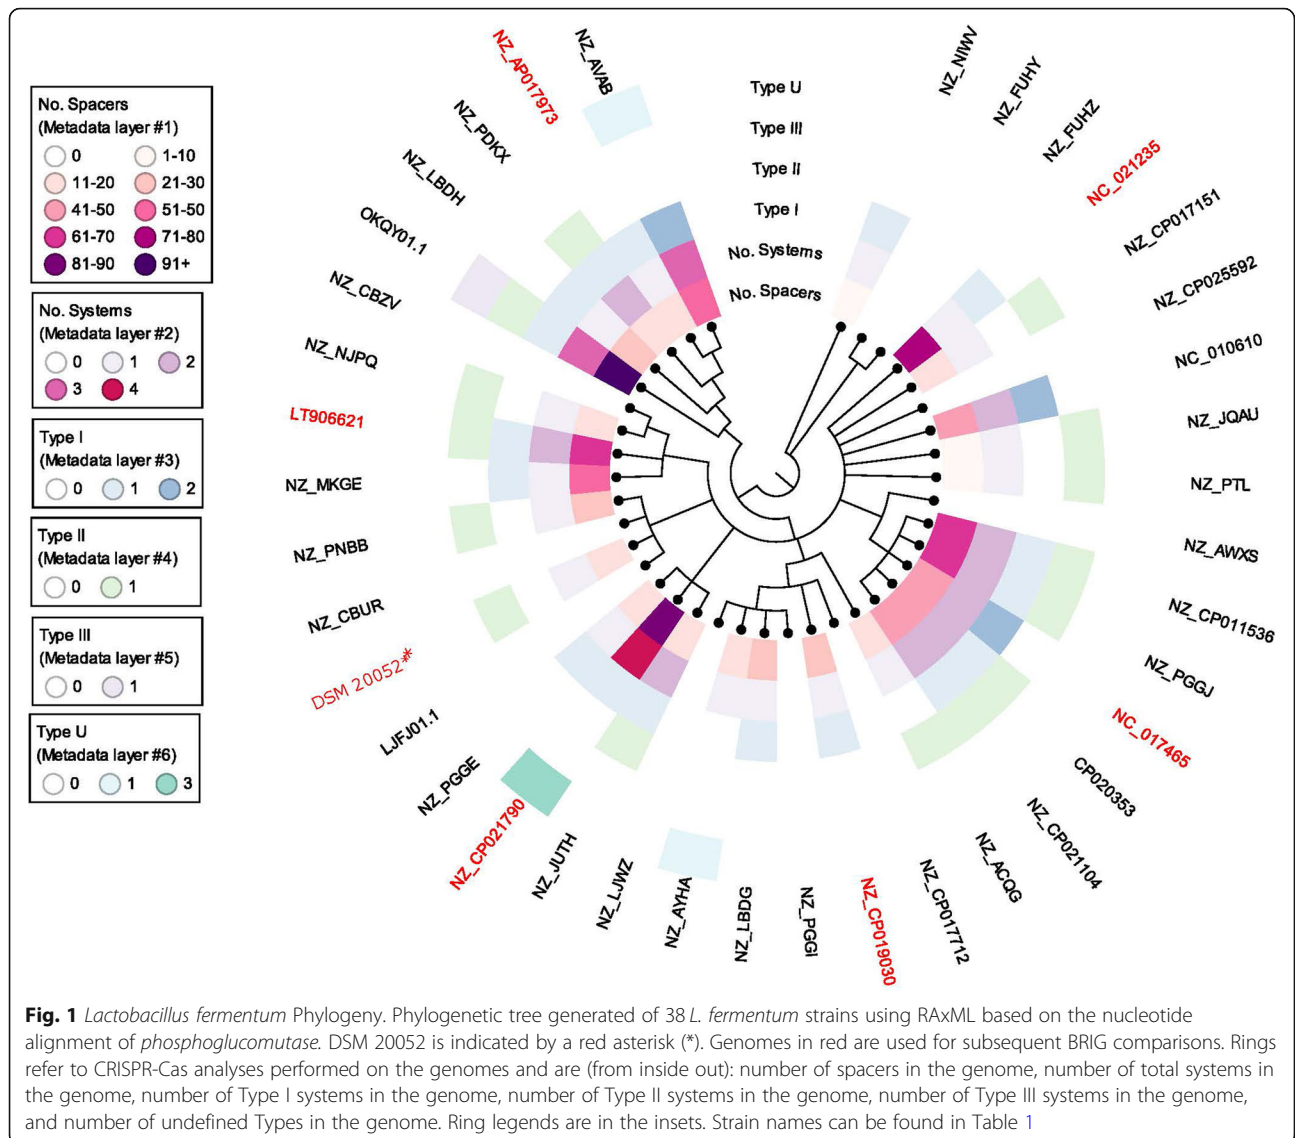 No. Spacers
(Metadata layer #1)
0 1-10
11-20 21-30
41-50 51-50
61-70 71-80
81-90 91+
No. Systems
(Metadata layer #2)
0 1 2
3 4
Type I
(Metadata layer #3)
0 1 2
Type II
(Metadata layer #4)
0 1
Type III
(Metadata layer #5)
0 1
Type U
(Metadata layer #6)
0 1 3
Type U
Type III
Type II
Type I
No. Systems
No. Spacers
NZ_NIWV
NZ_FUHY
NZ_FUHZ
NC_021235
NZ_CP017151
NZ_CP025592
NC_010610
NZ_JQAU
NZ_PTL
NZ_AWXS
NZ_CP011536
NZ_PGGJ
NC_017465
CP020353
NZ_CP021104
NZ_ACQG
NZ_CP017712
NZ_CP019030
NZ_PGGI
NZ_LBDG
NZ_AYHA
NZ_LJWZ
NZ_JUTH
NZ_CP021790
NZ_PGGE
LJFJ01.1
DSM 20052*
NZ_CBUR
NZ_PNBB
NZ_MKGE
LT906621
NZ_NJPQ
NZ_CBZV
OKQY01.1
NZ_LBDH
NZ_PDKX
NZ_AP017973
NZ_AVAB
Fig. 1 Lactobacillus fermentum Phylogeny. Phylogenetic tree generated of 38 L. fermentum strains using RAxML based on the nucleotide
alignment of phosphoglucomutase. DSM 20052 is indicated by a red asterisk (*). Genomes in red are used for subsequent BRIG comparisons. Rings
refer to CRISPR-Cas analyses performed on the genomes and are (from inside out): number of spacers in the genome, number of total systems in
the genome, number of Type I systems in the genome, number of Type II systems in the genome, number of Type III systems in the genome,
and number of undefined Types in the genome. Ring legends are in the insets. Strain names can be found in Table 1